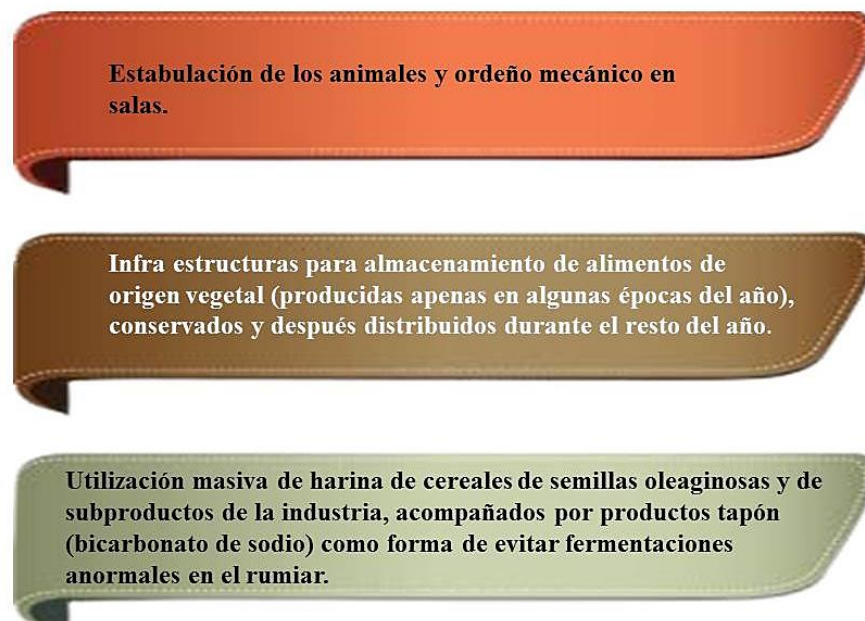 Estabulación de los animales y ordeño mecánico en
salas.
Infra estructuras para almacenamiento de alimentos de
origen vegetal (producidas apenas en algunas épocas del año),
conservados y después distribuidos durante el resto del año.
Utilización masiva de harina de cereales de semillas oleaginosas y de
subproductos de la industria, acompañados por productos tapón
(bicarbonato de sodio) como forma de evitar fermentaciones
anormales en el rumiar.